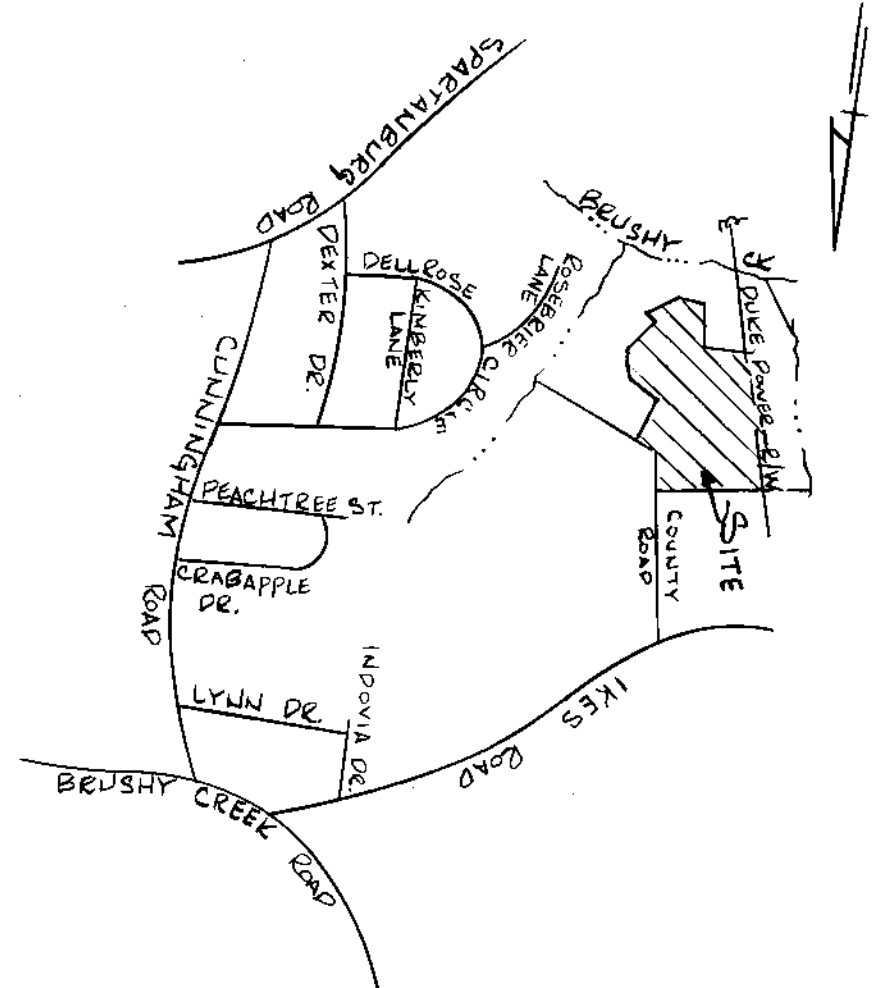 SPARTANBURG ROAD
BRUSHY CK
DEXTER DR.
DELLROSE CIRCLE
KIMBERLY LANE
ROSEBRIER LANE
DUKE POWER R/W
CUNNINGHAM ROAD
PEACHTREE ST.
CRABAPPLE DR.
COUNTY ROAD
SITE
LYNN DR.
INDOVIA DR.
IKES ROAD
BRUSHY CREEK ROAD